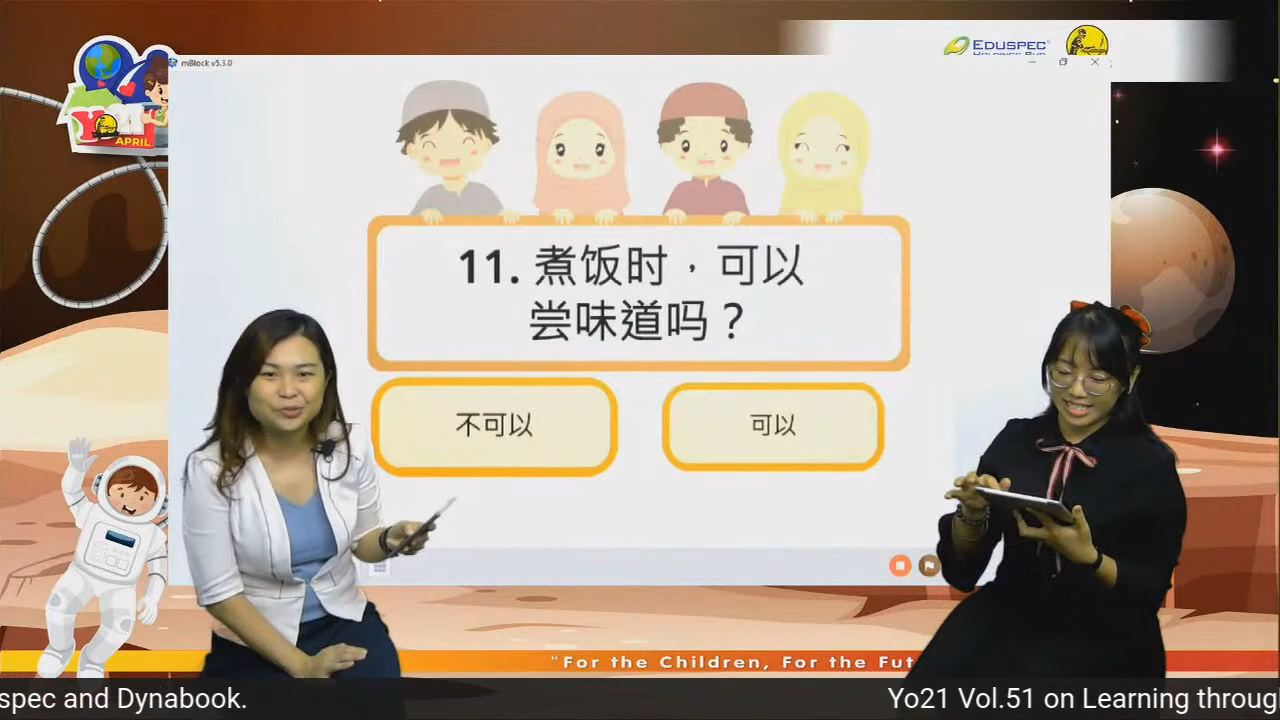 EDUSPEC
mBlock v5.3.0
APRIL
11. 煮饭时，可以
尝味道吗？
不可以
可以
"For the Children, For the Fut
spec and Dynabook.
Yo21 Vol.51 on Learning throug